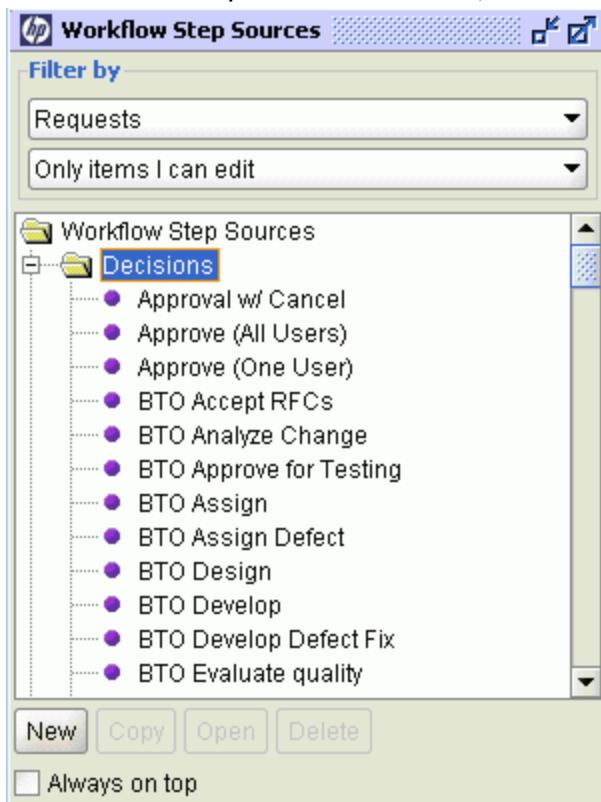 hp Workflow Step Sources
Filter by
Requests
Only items I can edit
Workflow Step Sources
Decisions
Approval w/ Cancel
Approve (All Users)
Approve (One User)
BTO Accept RFCs
BTO Analyze Change
BTO Approve for Testing
BTO Assign
BTO Assign Defect
BTO Design
BTO Develop
BTO Develop Defect Fix
BTO Evaluate quality
New Copy Open Delete
Always on top